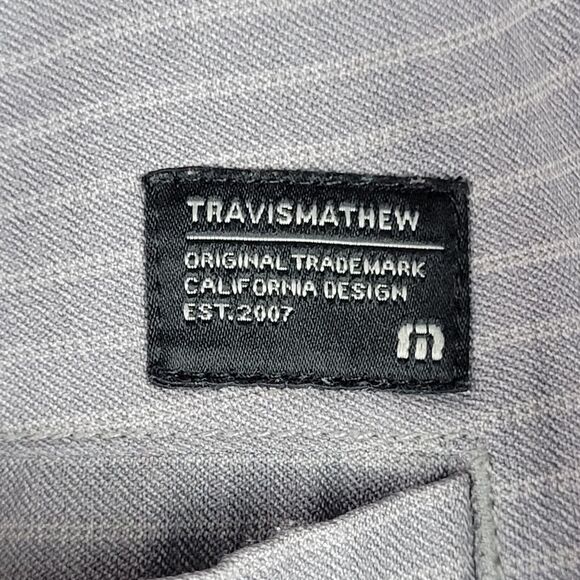 TRAVISMATHEW
ORIGINAL TRADEMARK
CALIFORNIA DESIGN
EST. 2007